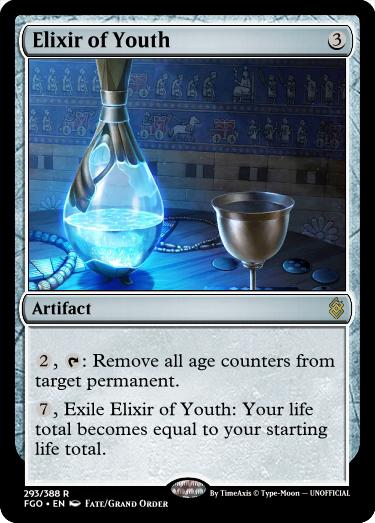 Elixir of Youth 3
Artifact
2, T: Remove all age counters from
target permanent.
7, Exile Elixir of Youth: Your life
total becomes equal to your starting
life total.
293/388 R
FGO • EN Fate/Grand Order
By TimeAxis © Type-Moon — UNOFFICIAL